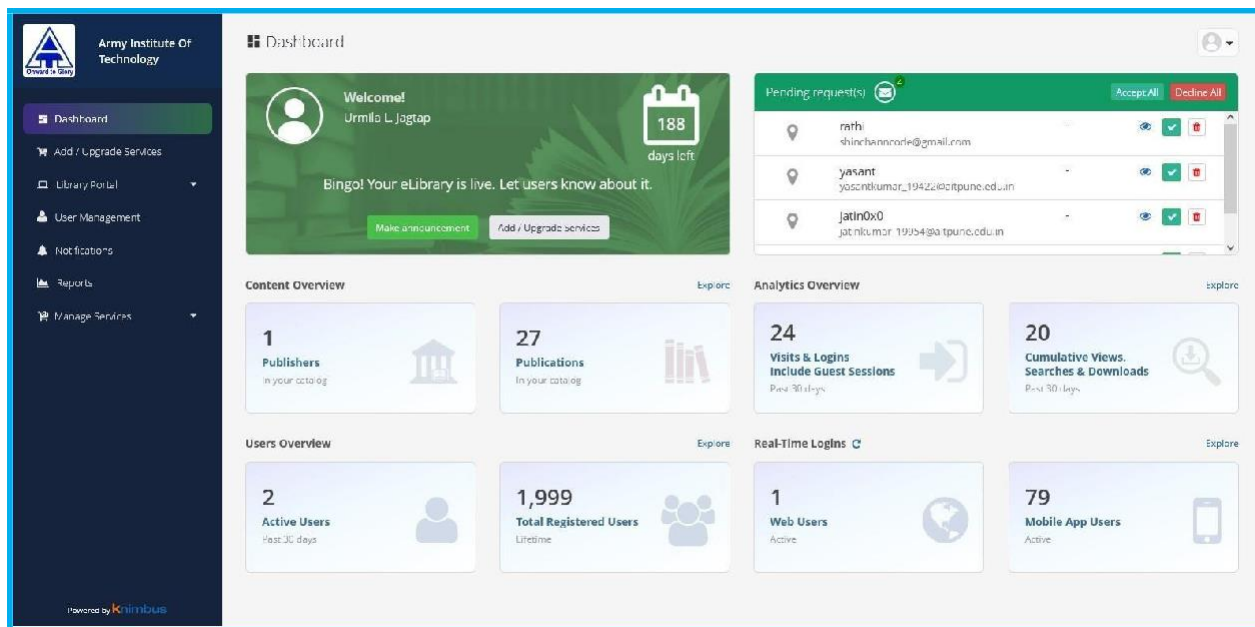 Army Institute Of
Technology
Onward to Glory
Dashboard
Add / Upgrade Services
Library Portal
User Management
Notifications
Reports
Manage Services
Powered by Knimbus
Dashboard
Welcome!
Urmila L. Jagtap
188
days left
Bingo! Your eLibrary is live. Let users know about it.
Make announcement
Add / Upgrade Services
Pending request(s)
2
Accept All
Decline All
rathi
-
shinchanncode@gmail.com
yasant
-
yasantkumar_19422@aitpune.edu.in
Jatin0x0
-
jatinkumar_19954@aitpune.edu.in
Content Overview
Explore
1
Publishers
In your catalog
27
Publications
In your catalog
Analytics Overview
Explore
24
Visits & Logins
Include Guest Sessions
Past 30 days
20
Cumulative Views.
Searches & Downloads
Past 30 days
Users Overview
Explore
2
Active Users
Past 30 days
1,999
Total Registered Users
Lifetime
Real-Time Logins
Explore
1
Web Users
Active
79
Mobile App Users
Active